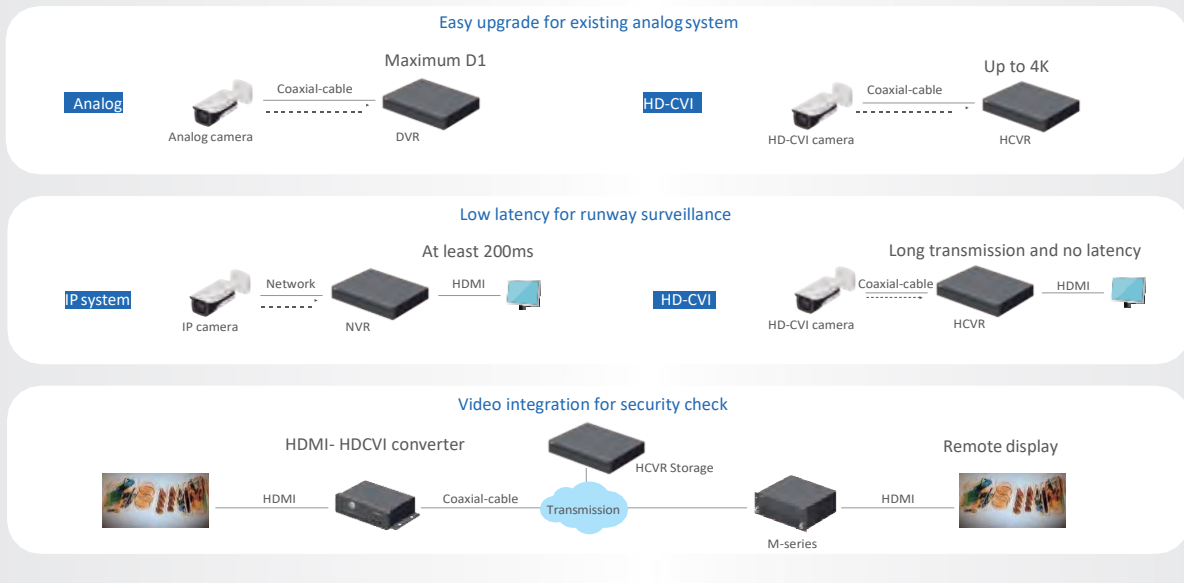 Easy upgrade for existing analog system
Maximum D1
Up to 4K
Analog
Coaxial-cable
HD-CVI
Coaxial-cable
Analog camera
DVR
HD-CVI camera
HCVR
Low latency for runway surveillance
At least 200ms
Long transmission and no latency
IP system
Network
HDMI
HD-CVI
Coaxial-cable
HDMI
IP camera
NVR
HD-CVI camera
HCVR
Video integration for security check
HDMI- HDCVI converter
Remote display
HCVR Storage
HDMI
Coaxial-cable
Transmission
HDMI
M-series